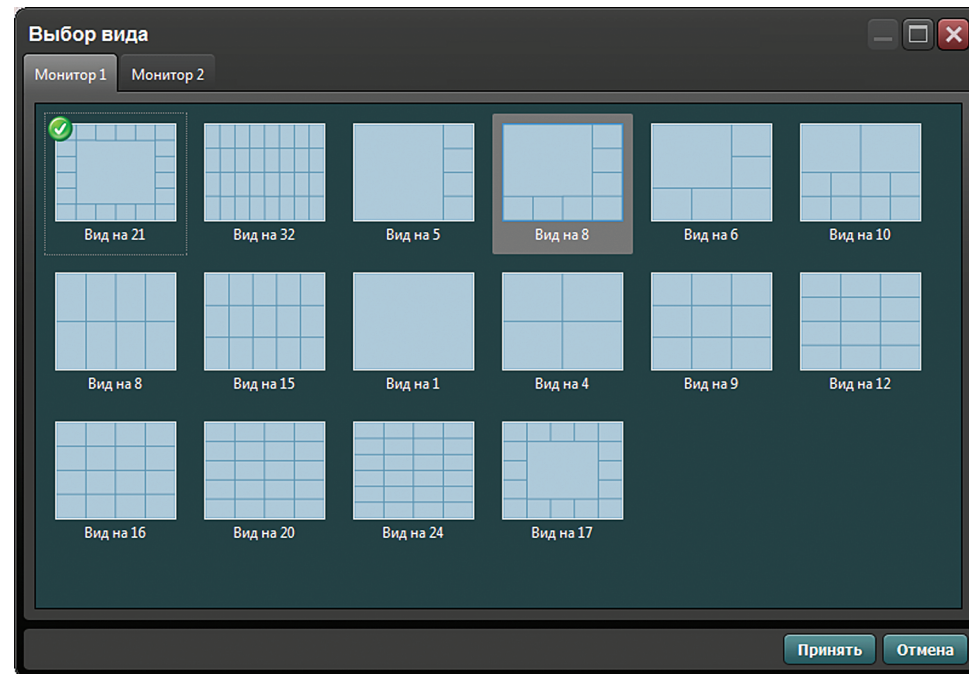 Выбор вида
Монитор 1 Монитор 2
Вид на 21 Вид на 32 Вид на 5 Вид на 8 Вид на 6 Вид на 10
Вид на 8 Вид на 15 Вид на 1 Вид на 4 Вид на 9 Вид на 12
Вид на 16 Вид на 20 Вид на 24 Вид на 17
Принять Отмена